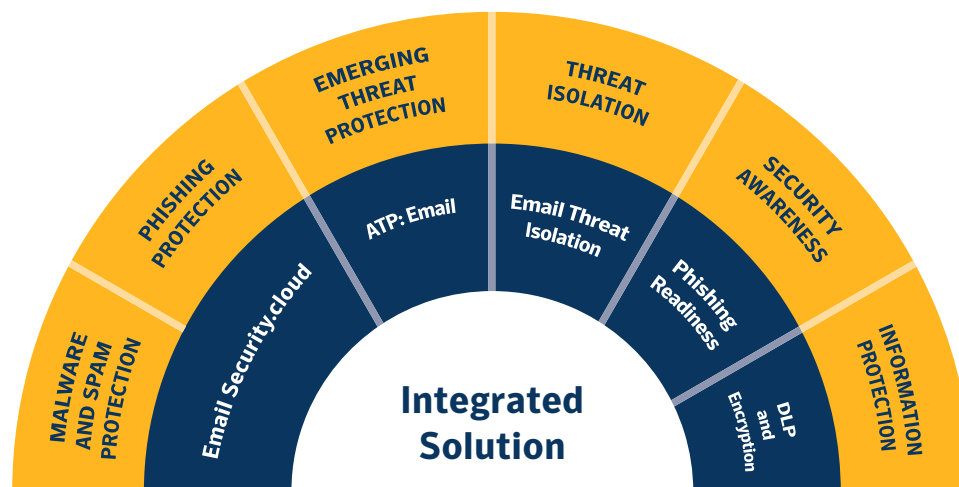 MALWARE
AND SPAM
PROTECTION
PHISHING
PROTECTION
EMERGING
THREAT
PROTECTION
THREAT
ISOLATION
SECURITY
AWARENESS
INFORMATION
PROTECTION
Email Security.cloud
ATP: Email
Email Threat
Isolation
Phishing
Readiness
DLP
and
Encryption
Integrated
Solution